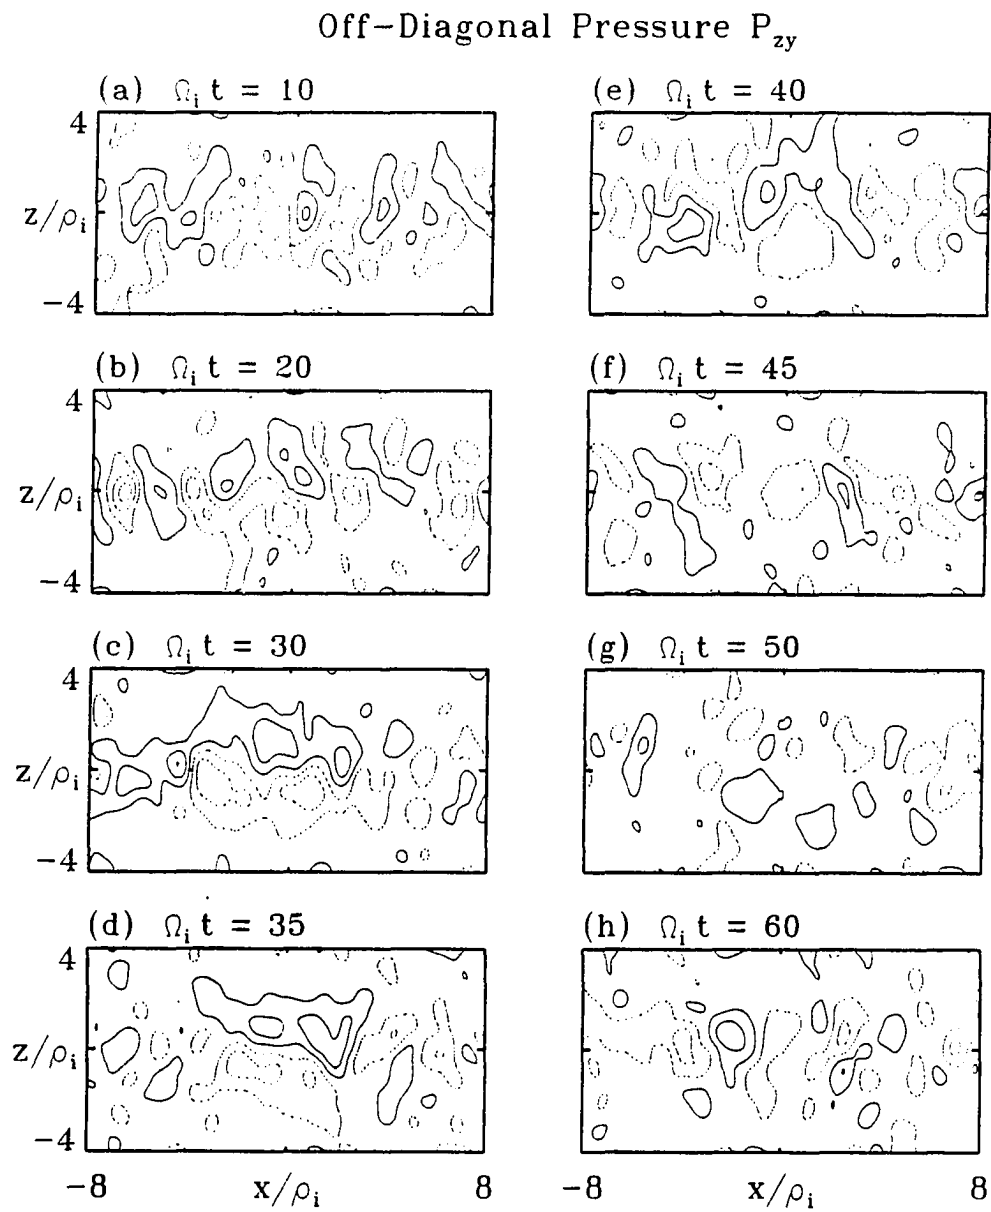 Off-Diagonal Pressure P_zy
(a) Ω_i t = 10
(e) Ω_i t = 40
4
z/ρ_i
-4
(b) Ω_i t = 20
(f) Ω_i t = 45
4
z/ρ_i
-4
(c) Ω_i t = 30
(g) Ω_i t = 50
4
z/ρ_i
-4
(d) Ω_i t = 35
(h) Ω_i t = 60
4
z/ρ_i
-4
-8 x/ρ_i 8
-8 x/ρ_i 8